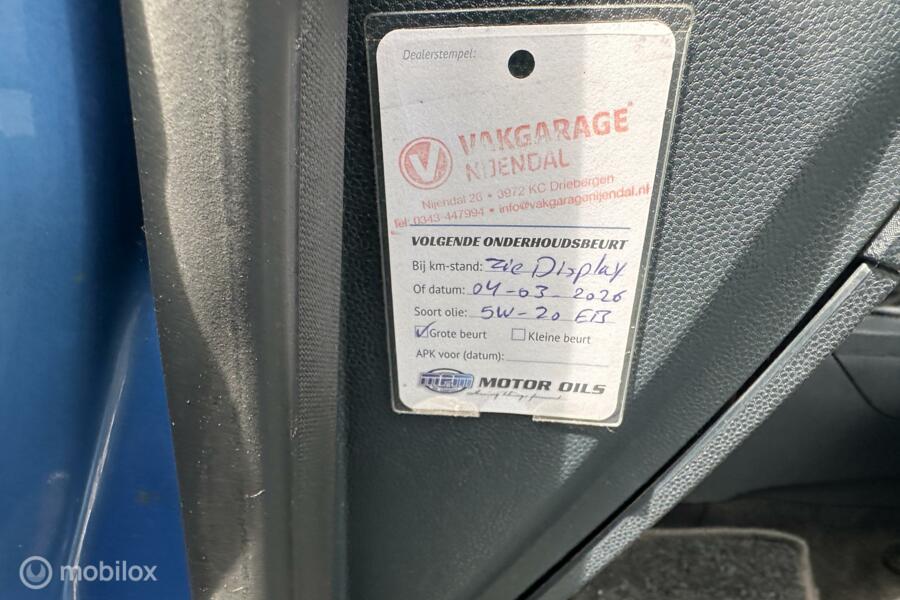 Dealerstempel:
VAKGARAGE
NIJENDAL
Nijendal 26 • 3972 KC Driebergen
Tel: 0343-447994 • info@vakgaragenijendal.nl
VOLGENDE ONDERHOUDSBEURT
Bij km-stand: zie Display
Of datum: 04-03-2026
Soort olie: 5W-20 EB
Grote beurt Kleine beurt
APK voor (datum):
MOTOR OILS
mobilox